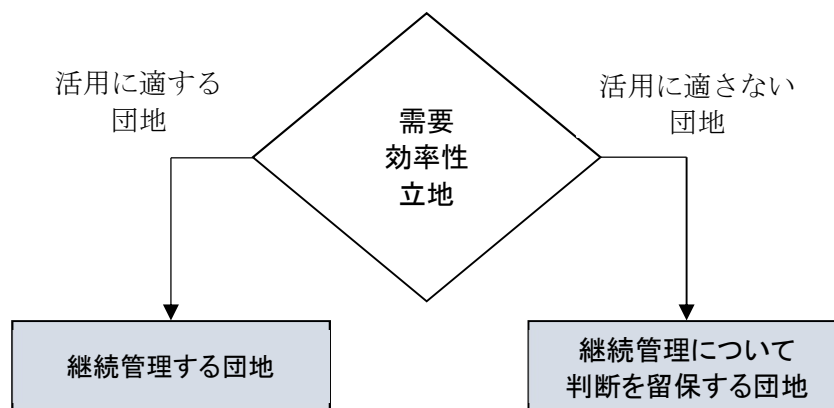 活用に適する
団地
活用に適さない
団地
需要
効率性
立地
継続管理する団地
継続管理について
判断を留保する団地